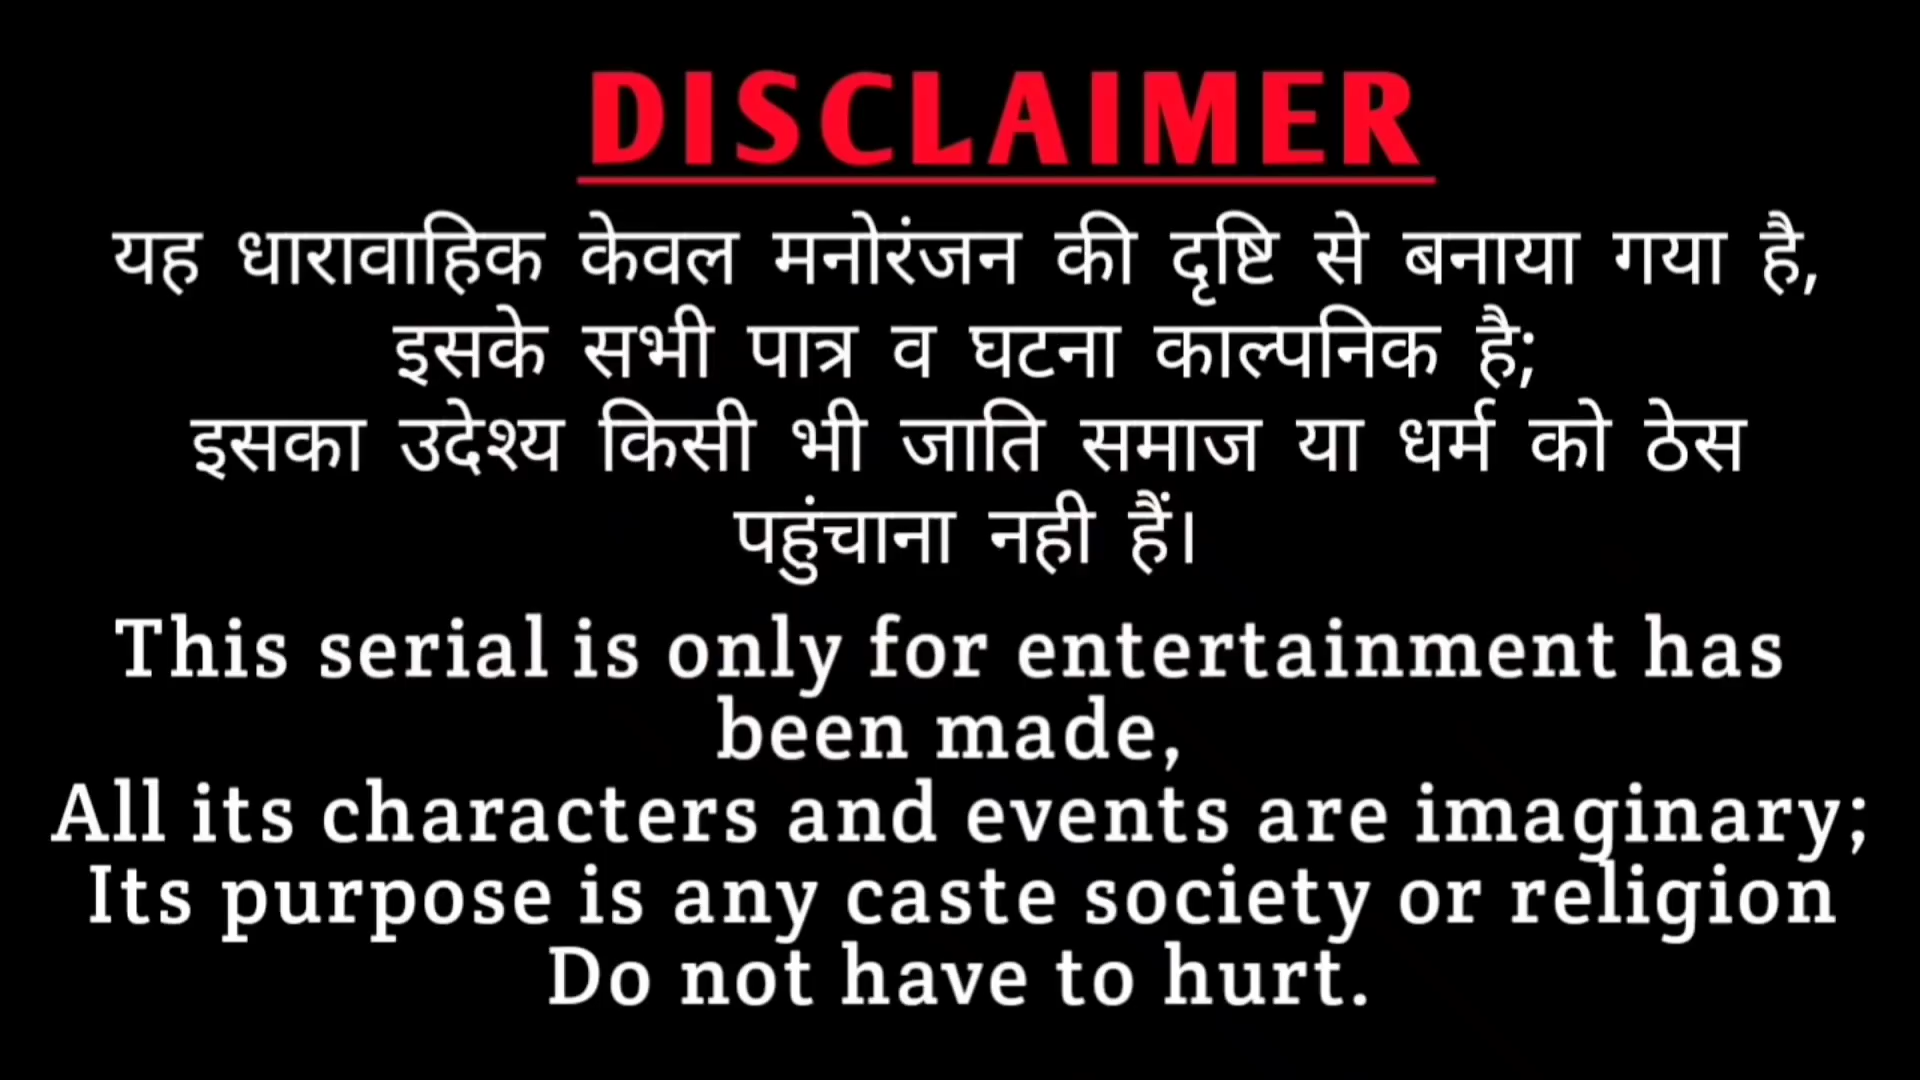 DISCLAIMER
यह धारावाहिक केवल मनोरंजन की दृष्टि से बनाया गया है,
इसके सभी पात्र व घटना काल्पनिक है;
इसका उदेश्य किसी भी जाति समाज या धर्म को ठेस
पहुंचाना नही हैं।
This serial is only for entertainment has
been made,
All its characters and events are imaginary;
Its purpose is any caste society or religion
Do not have to hurt.